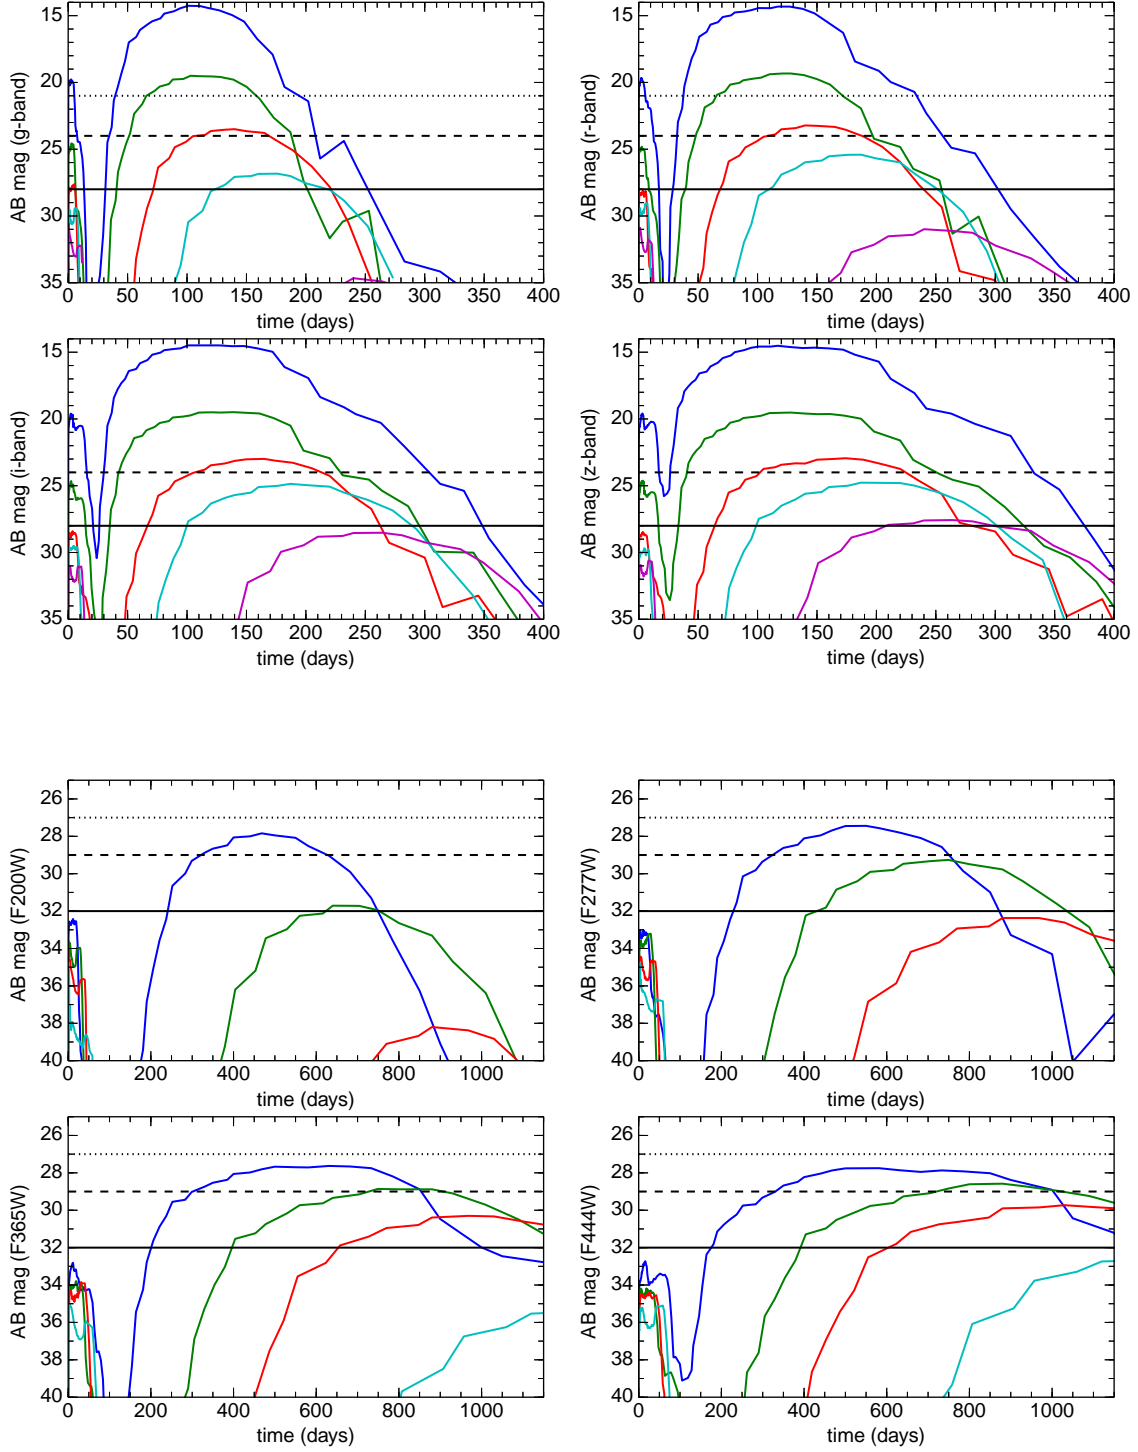 15
20
25
30
35
AB mag (g-band)
0 50 100 150 200 250 300 350 400
time (days)
15
20
25
30
35
AB mag (r-band)
0 50 100 150 200 250 300 350 400
time (days)
15
20
25
30
35
AB mag (i-band)
0 50 100 150 200 250 300 350 400
time (days)
15
20
25
30
35
AB mag (z-band)
0 50 100 150 200 250 300 350 400
time (days)
26
28
30
32
34
36
38
40
AB mag (F200W)
0 200 400 600 800 1000
time (days)
26
28
30
32
34
36
38
40
AB mag (F277W)
0 200 400 600 800 1000
time (days)
26
28
30
32
34
36
38
40
AB mag (F365W)
0 200 400 600 800 1000
time (days)
26
28
30
32
34
36
38
40
AB mag (F444W)
0 200 400 600 800 1000
time (days)